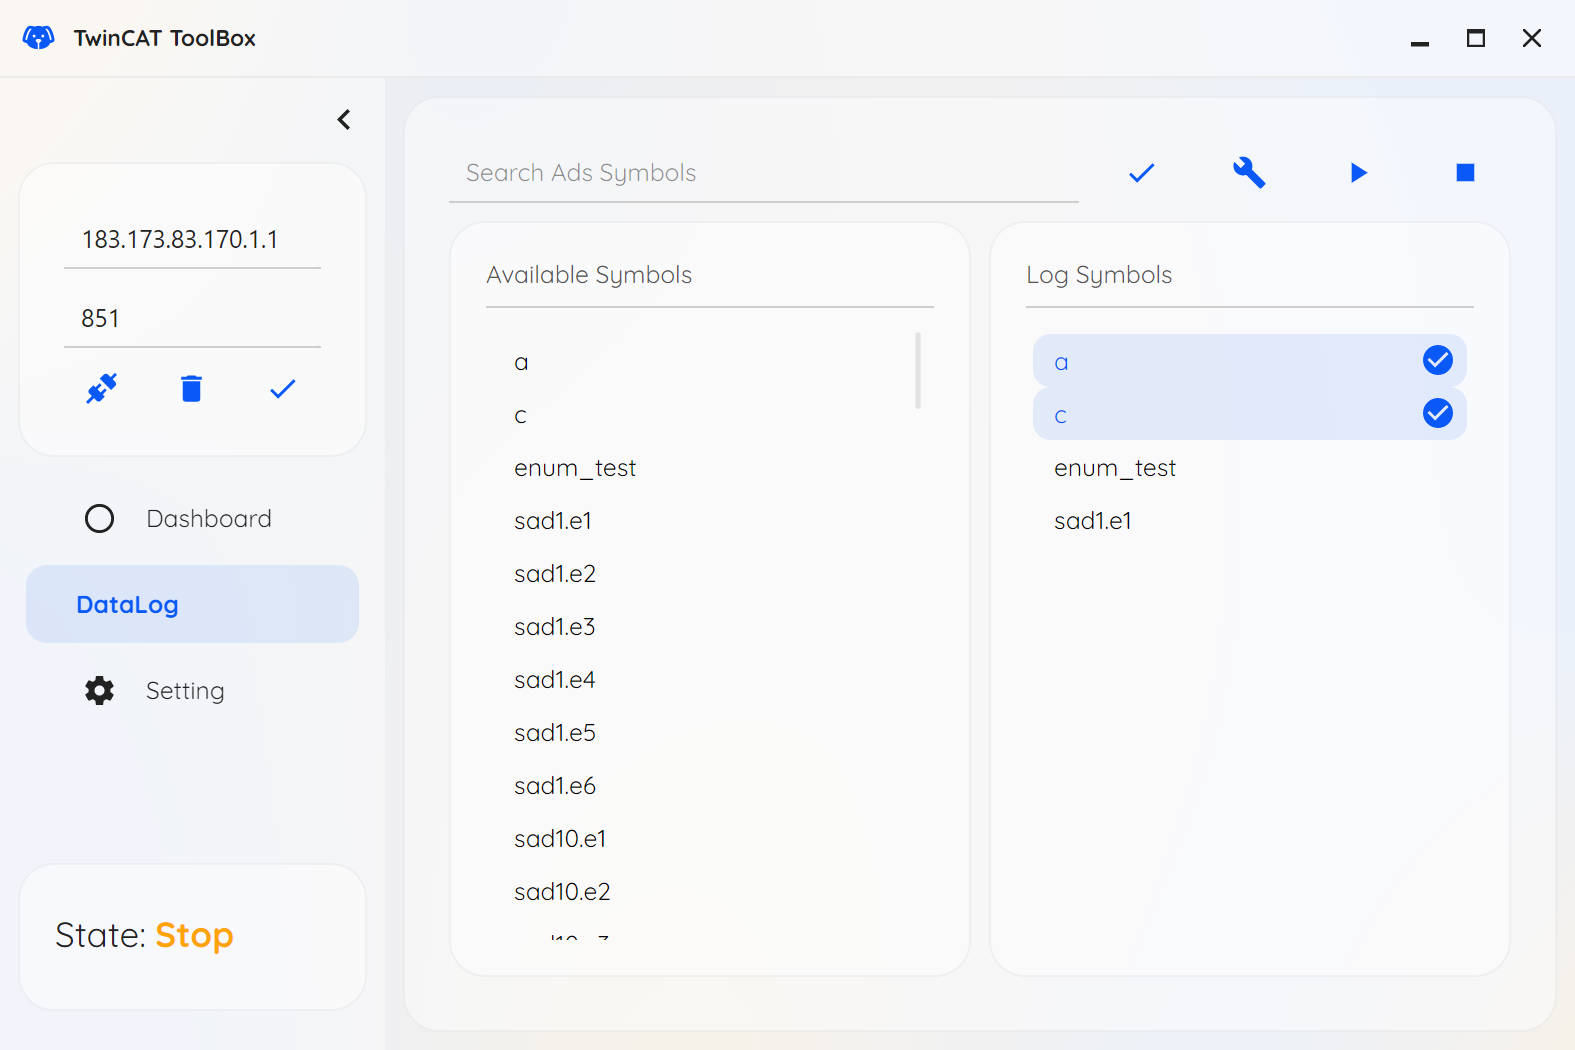 TwinCAT ToolBox
183.173.83.170.1.1
851
Dashboard
DataLog
Setting
State: Stop
Search Ads Symbols
Available Symbols
a
c
enum_test
sad1.e1
sad1.e2
sad1.e3
sad1.e4
sad1.e5
sad1.e6
sad10.e1
sad10.e2
Log Symbols
a
c
enum_test
sad1.e1